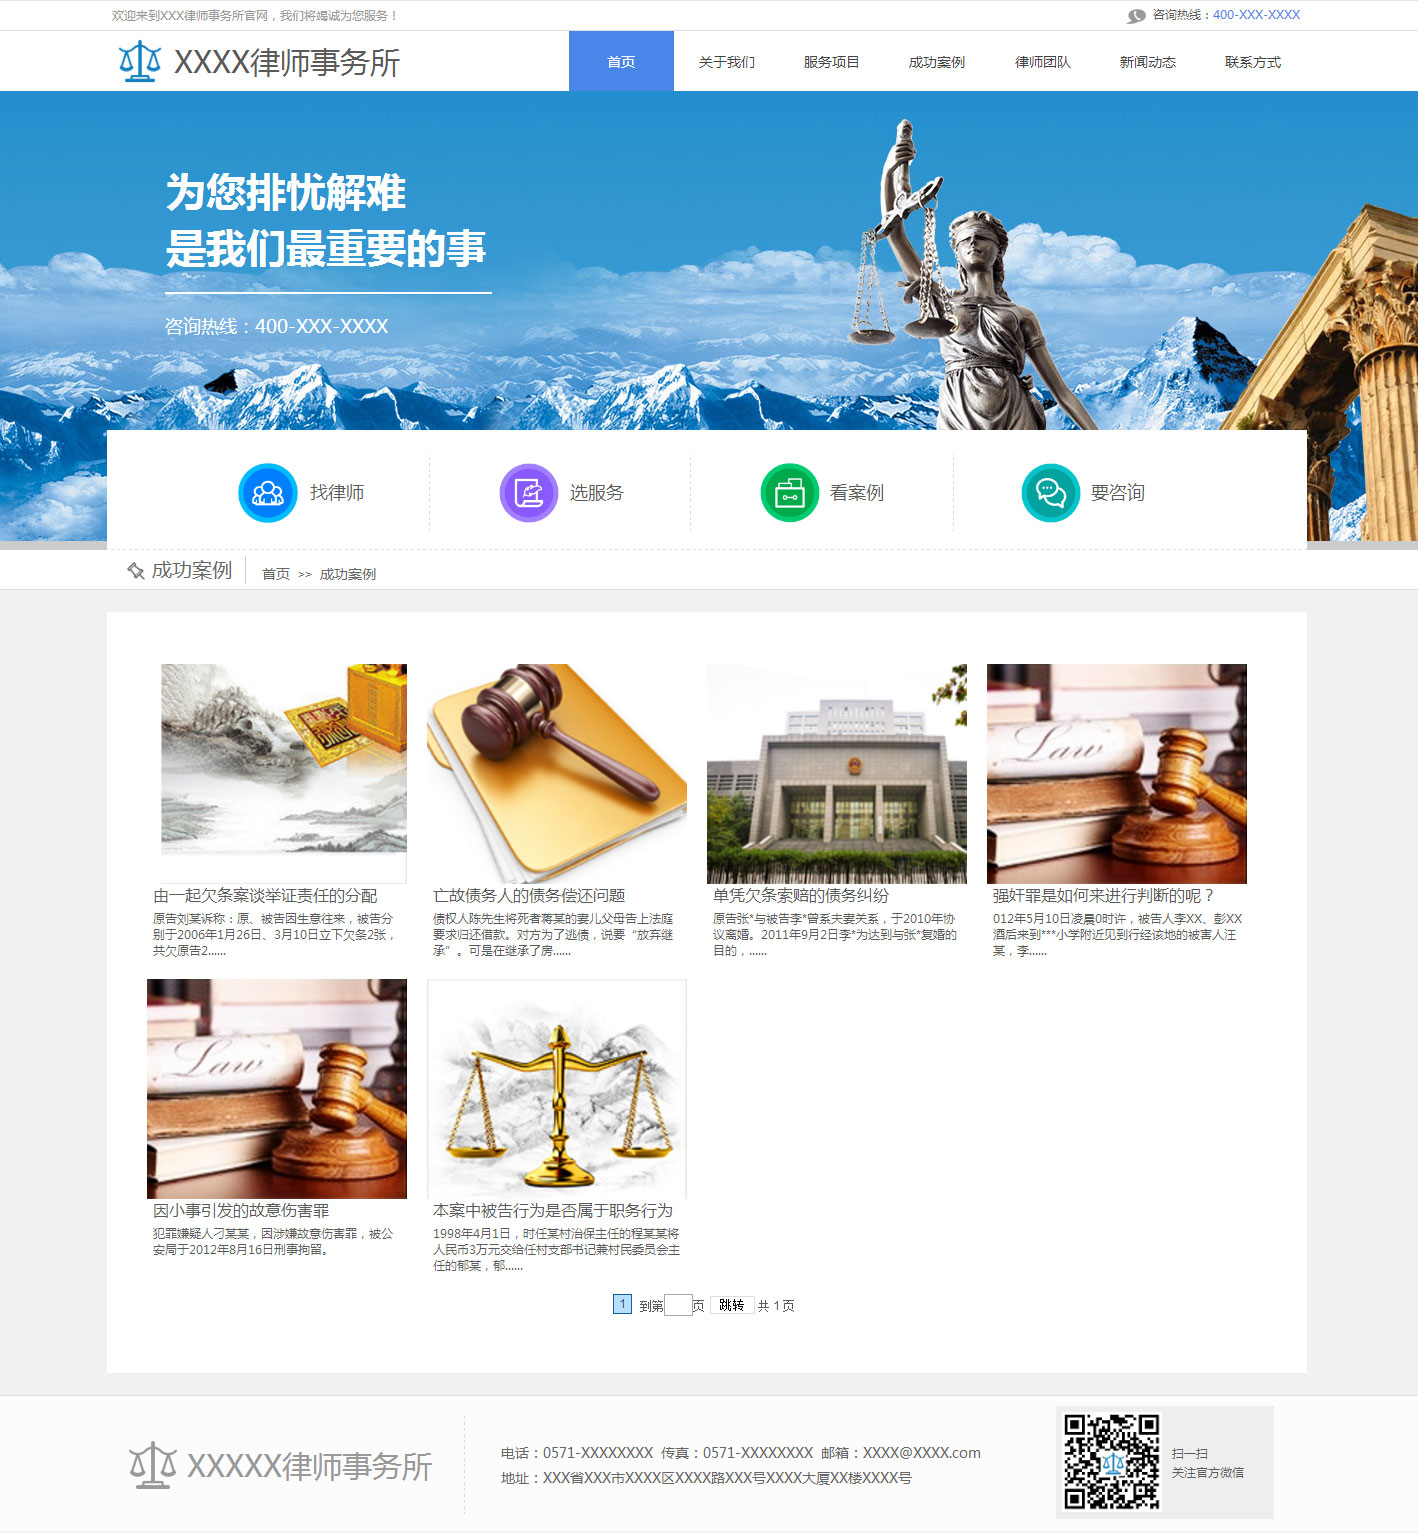 欢迎来到XXX律师事务所官网，我们将竭诚为您服务！
咨询热线：400-XXX-XXXX
XXXX律师事务所
首页 关于我们 服务项目 成功案例 律师团队 新闻动态 联系方式
为您排忧解难
是我们最重要的事
咨询热线：400-XXX-XXXX
找律师 选服务 看案例 要咨询
成功案例 首页 >> 成功案例
Law
由一起欠条案谈举证责任的分配
原告刘某诉称：原、被告因生意往来，被告分
别于2006年1月26日、3月10日立下欠条2张，
共欠原告2......
亡故债务人的债务偿还问题
债权人陈先生将死者蒋某的妻儿父母告上法庭
要求归还借款。对方为了逃债，说要“放弃继
承”。可是在继承了房......
单凭欠条索赔的债务纠纷
原告张*与被告李*曾系夫妻关系，于2010年协
议离婚。2011年9月2日李*为达到与张*复婚的
目的，......
强奸罪是如何来进行判断的呢？
012年5月10日凌晨0时许，被告人李XX、彭XX
酒后来到***小学附近见到行经该地的被害人汪
某，李......
Law
因小事引发的故意伤害罪
犯罪嫌疑人刁某某，因涉嫌故意伤害罪，被公
安局于2012年8月16日刑事拘留。
本案中被告行为是否属于职务行为
1998年4月1日，时任某村治保主任的程某某将
人民币3万元交给任村支部书记兼村民委员会主
任的郁某，郁......
1 到第 页 跳转 共 1 页
XXXXX律师事务所
电话：0571-XXXXXXXX 传真：0571-XXXXXXXX 邮箱：XXXX@XXXX.com
地址：XXX省XXX市XXXX区XXXX路XXX号XXXX大厦XX楼XXXX号
扫一扫
关注官方微信